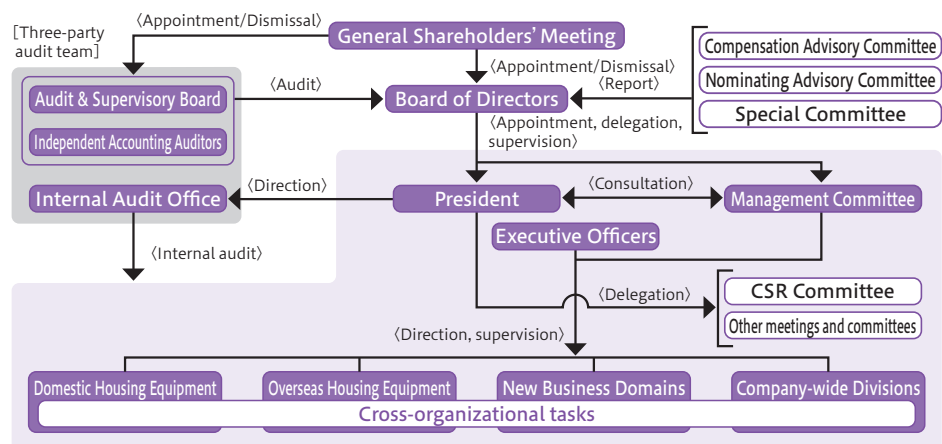 〈Appointment/Dismissal〉
[Three-party
audit team]
General Shareholders' Meeting
Compensation Advisory Committee
〈Appointment/Dismissal〉
〈Report〉
Nominating Advisory Committee
Audit & Supervisory Board
〈Audit〉
Board of Directors
Special Committee
〈Appointment, delegation,
supervision〉
Independent Accounting Auditors
Internal Audit Office
〈Direction〉
President
〈Consultation〉
Management Committee
Executive Officers
〈Internal audit〉
〈Delegation〉
CSR Committee
Other meetings and committees
〈Direction, supervision〉
Domestic Housing Equipment
Overseas Housing Equipment
New Business Domains
Company-wide Divisions
Cross-organizational tasks